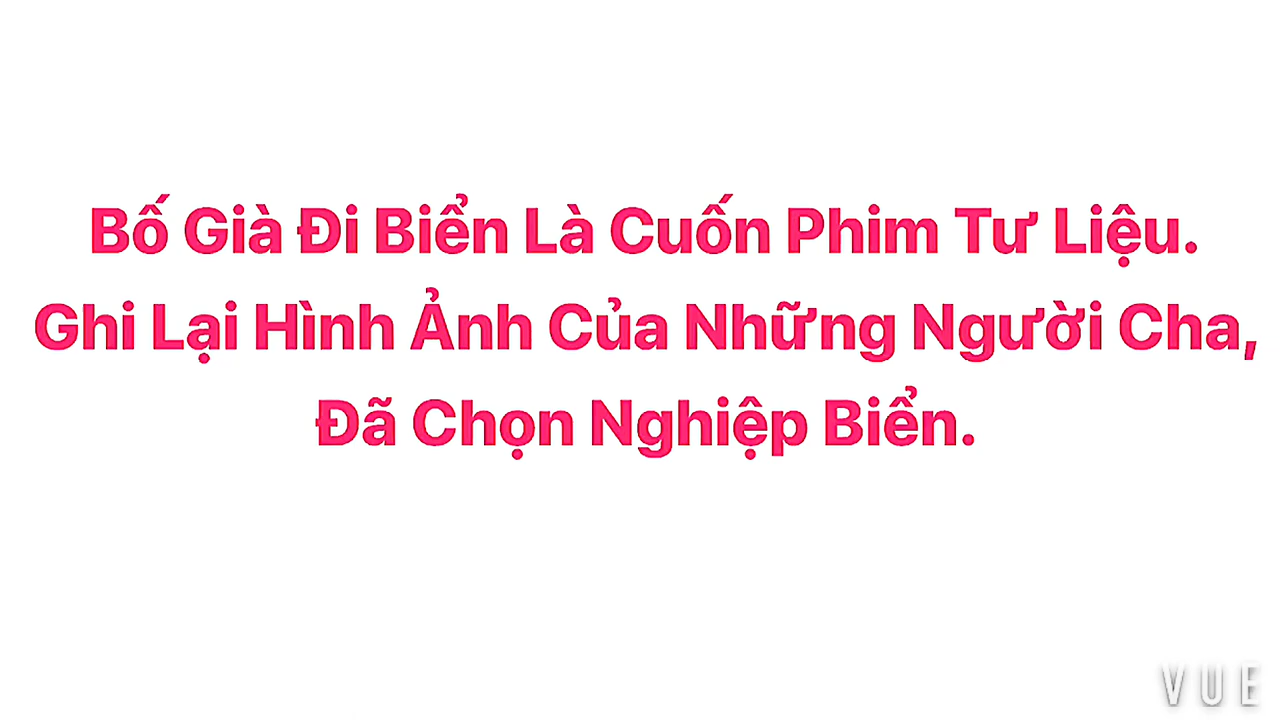 Bố Già Đi Biển Là Cuốn Phim Tư Liệu.
Ghi Lại Hình Ảnh Của Những Người Cha,
Đã Chọn Nghiệp Biển.
VUE